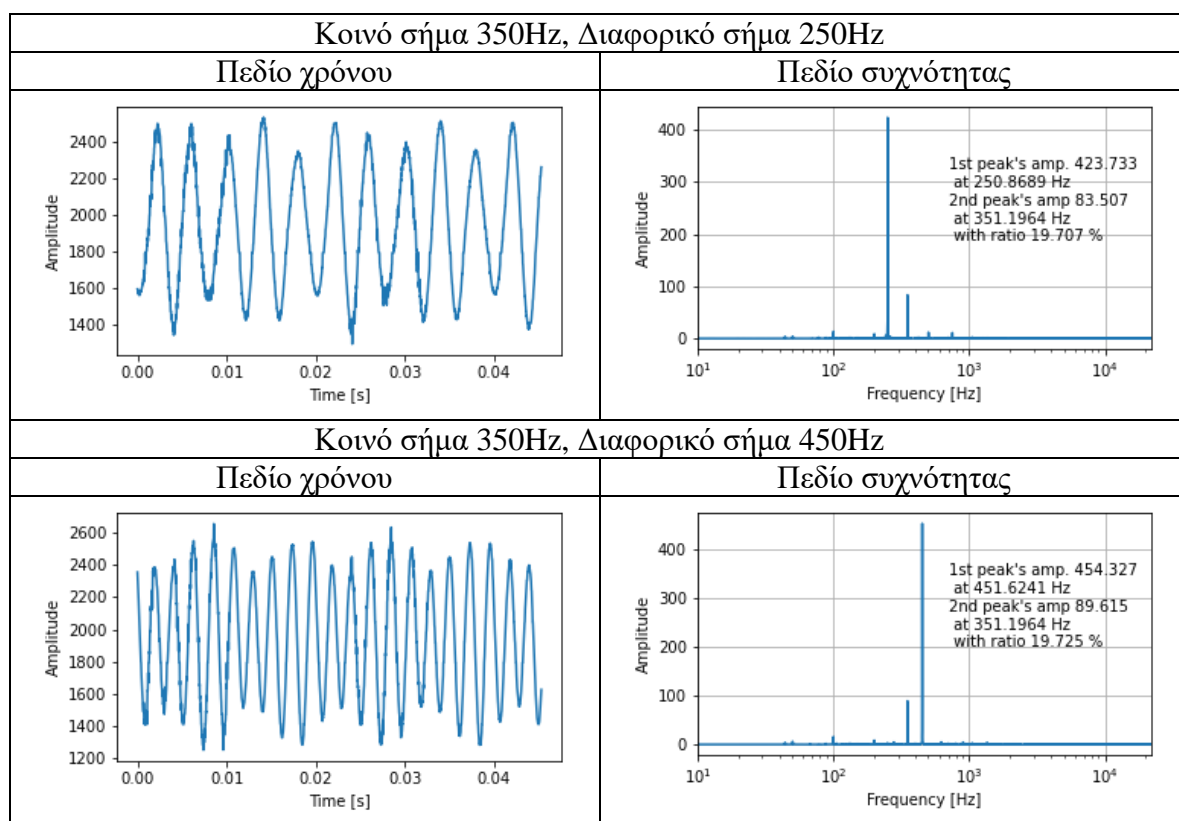 Κοινό σήμα 350Hz, Διαφορικό σήμα 250Hz
Πεδίο χρόνου
Πεδίο συχνότητας
2400
2200
2000
1800
1600
1400
Amplitude
0.00 0.01 0.02 0.03 0.04
Time [s]
400
300
200
100
0
Amplitude
1st peak's amp. 423.733
at 250.8689 Hz
2nd peak's amp 83.507
at 351.1964 Hz
with ratio 19.707 %
10¹ 10² 10³ 10⁴
Frequency [Hz]
Κοινό σήμα 350Hz, Διαφορικό σήμα 450Hz
Πεδίο χρόνου
Πεδίο συχνότητας
2600
2400
2200
2000
1800
1600
1400
1200
Amplitude
0.00 0.01 0.02 0.03 0.04
Time [s]
400
300
200
100
0
Amplitude
1st peak's amp. 454.327
at 451.6241 Hz
2nd peak's amp 89.615
at 351.1964 Hz
with ratio 19.725 %
10¹ 10² 10³ 10⁴
Frequency [Hz]